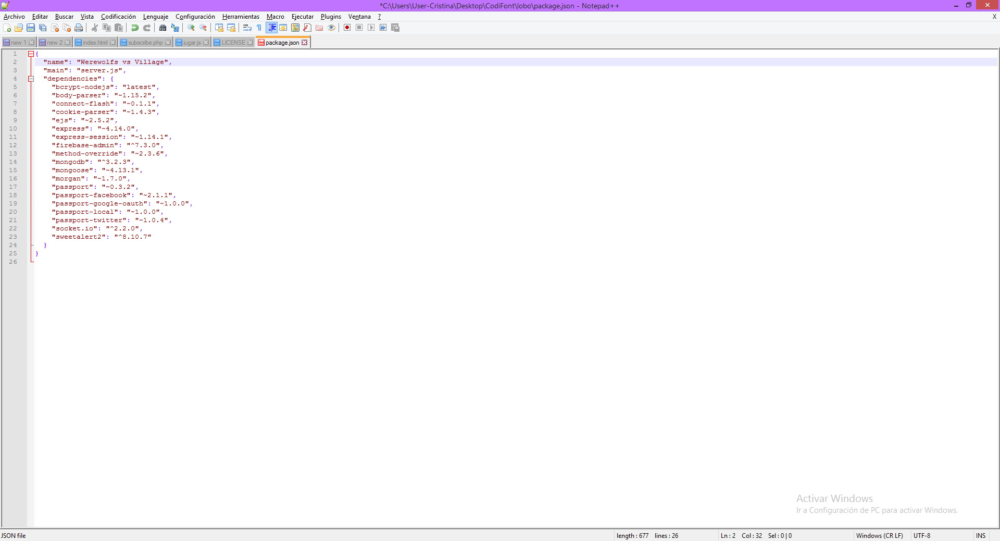 *C:\Users\User-Cristina\Desktop\CodiFont\lobo\package.json - Notepad++
Archivo Editar Buscar Vista Codificación Lenguaje Configuración Herramientas Macro Ejecutar Plugins Ventana ? X
new 1 new 2 index.html subscribe.php jugar.js LICENSE package.json
1 {
2 "name": "Werewolfs vs Village",
3 "main": "server.js",
4 "dependencies": {
5 "bcrypt-nodejs": "latest",
6 "body-parser": "~1.15.2",
7 "connect-flash": "~0.1.1",
8 "cookie-parser": "~1.4.3",
9 "ejs": "~2.5.2",
10 "express": "~4.14.0",
11 "express-session": "~1.14.1",
12 "firebase-admin": "^7.3.0",
13 "method-override": "~2.3.6",
14 "mongodb": "^3.2.3",
15 "mongoose": "~4.13.1",
16 "morgan": "~1.7.0",
17 "passport": "~0.3.2",
18 "passport-facebook": "~2.1.1",
19 "passport-google-oauth": "~1.0.0",
20 "passport-local": "~1.0.0",
21 "passport-twitter": "~1.0.4",
22 "socket.io": "^2.2.0",
23 "sweetalert2": "^8.10.7"
24 }
25 }
26
Activar Windows
Ir a Configuración de PC para activar Windows.
JSON file length : 677 lines : 26 Ln : 2 Col : 32 Sel : 0 | 0 Windows (CR LF) UTF-8 INS